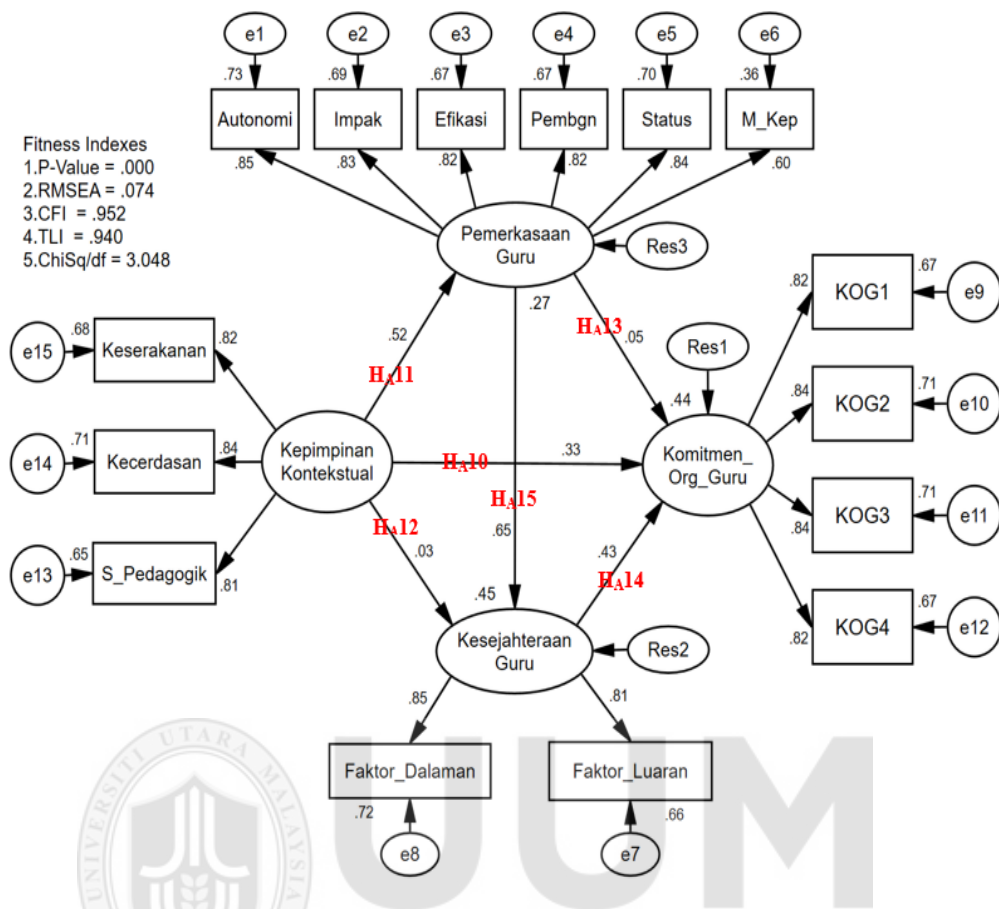 e1
e2
e3
e4
e5
e6
.73
.69
.67
.67
.70
.36
Autonomi
Impak
Efikasi
Pembgn
Status
M_Kep
.85
.83
.82
.82
.84
.60
Fitness Indexes
1.P-Value = .000
2.RMSEA = .074
3.CFI = .952
4.TLI = .940
5.ChiSq/df = 3.048
Pemerkasaan
Guru
Res3
.27
e15
.68
Keserakanan
.82
e14
.71
Kecerdasan
.84
e13
.65
S_Pedagogik
.81
Kepimpinan
Kontekstual
.52
HA11
HA13
.05
HA10
.33
HA15
.65
HA12
.03
.43
HA14
Res1
.44
Komitmen_
Org_Guru
.82
KOG1
.67
e9
.84
KOG2
.71
e10
.84
KOG3
.71
e11
.82
KOG4
.67
e12
.45
Kesejahteraan
Guru
Res2
.85
.81
Faktor_Dalaman
Faktor_Luaran
.72
.66
e8
e7
UNIVERSITI UTARA MALAYSIA
UUM